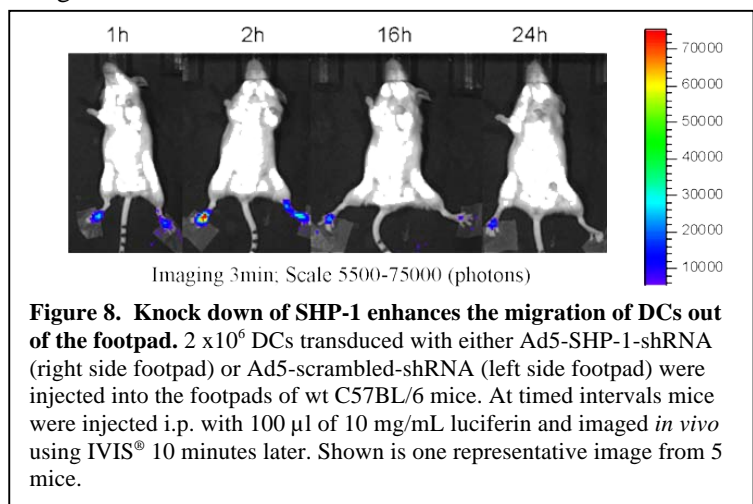 1h 2h 16h 24h
70000
60000
50000
40000
30000
20000
10000
Imaging 3min; Scale 5500-75000 (photons)
Figure 8. Knock down of SHP-1 enhances the migration of DCs out
of the footpad. 2 x10⁶ DCs transduced with either Ad5-SHP-1-shRNA
(right side footpad) or Ad5-scrambled-shRNA (left side footpad) were
injected into the footpads of wt C57BL/6 mice. At timed intervals mice
were injected i.p. with 100 µl of 10 mg/mL luciferin and imaged in vivo
using IVIS® 10 minutes later. Shown is one representative image from 5
mice.